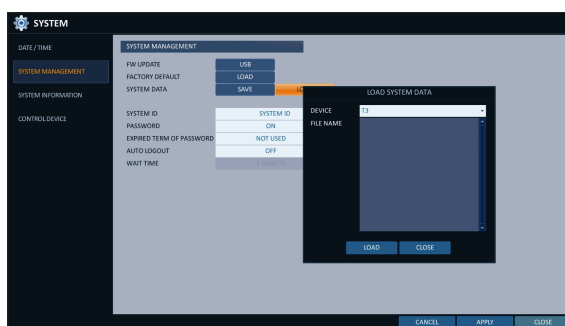 SYSTEM
DATE / TIME
SYSTEM MANAGEMENT
SYSTEM INFORMATION
CONTROL DEVICE
SYSTEM MANAGEMENT
FW UPDATE USB
FACTORY DEFAULT LOAD
SYSTEM DATA SAVE
SYSTEM ID SYSTEM ID
PASSWORD ON
EXPIRED TERM OF PASSWORD NOT USED
AUTO LOGOUT OFF
WAIT TIME
LOAD SYSTEM DATA
DEVICE T3
FILE NAME
LOAD CLOSE
CANCEL APPLY CLOSE